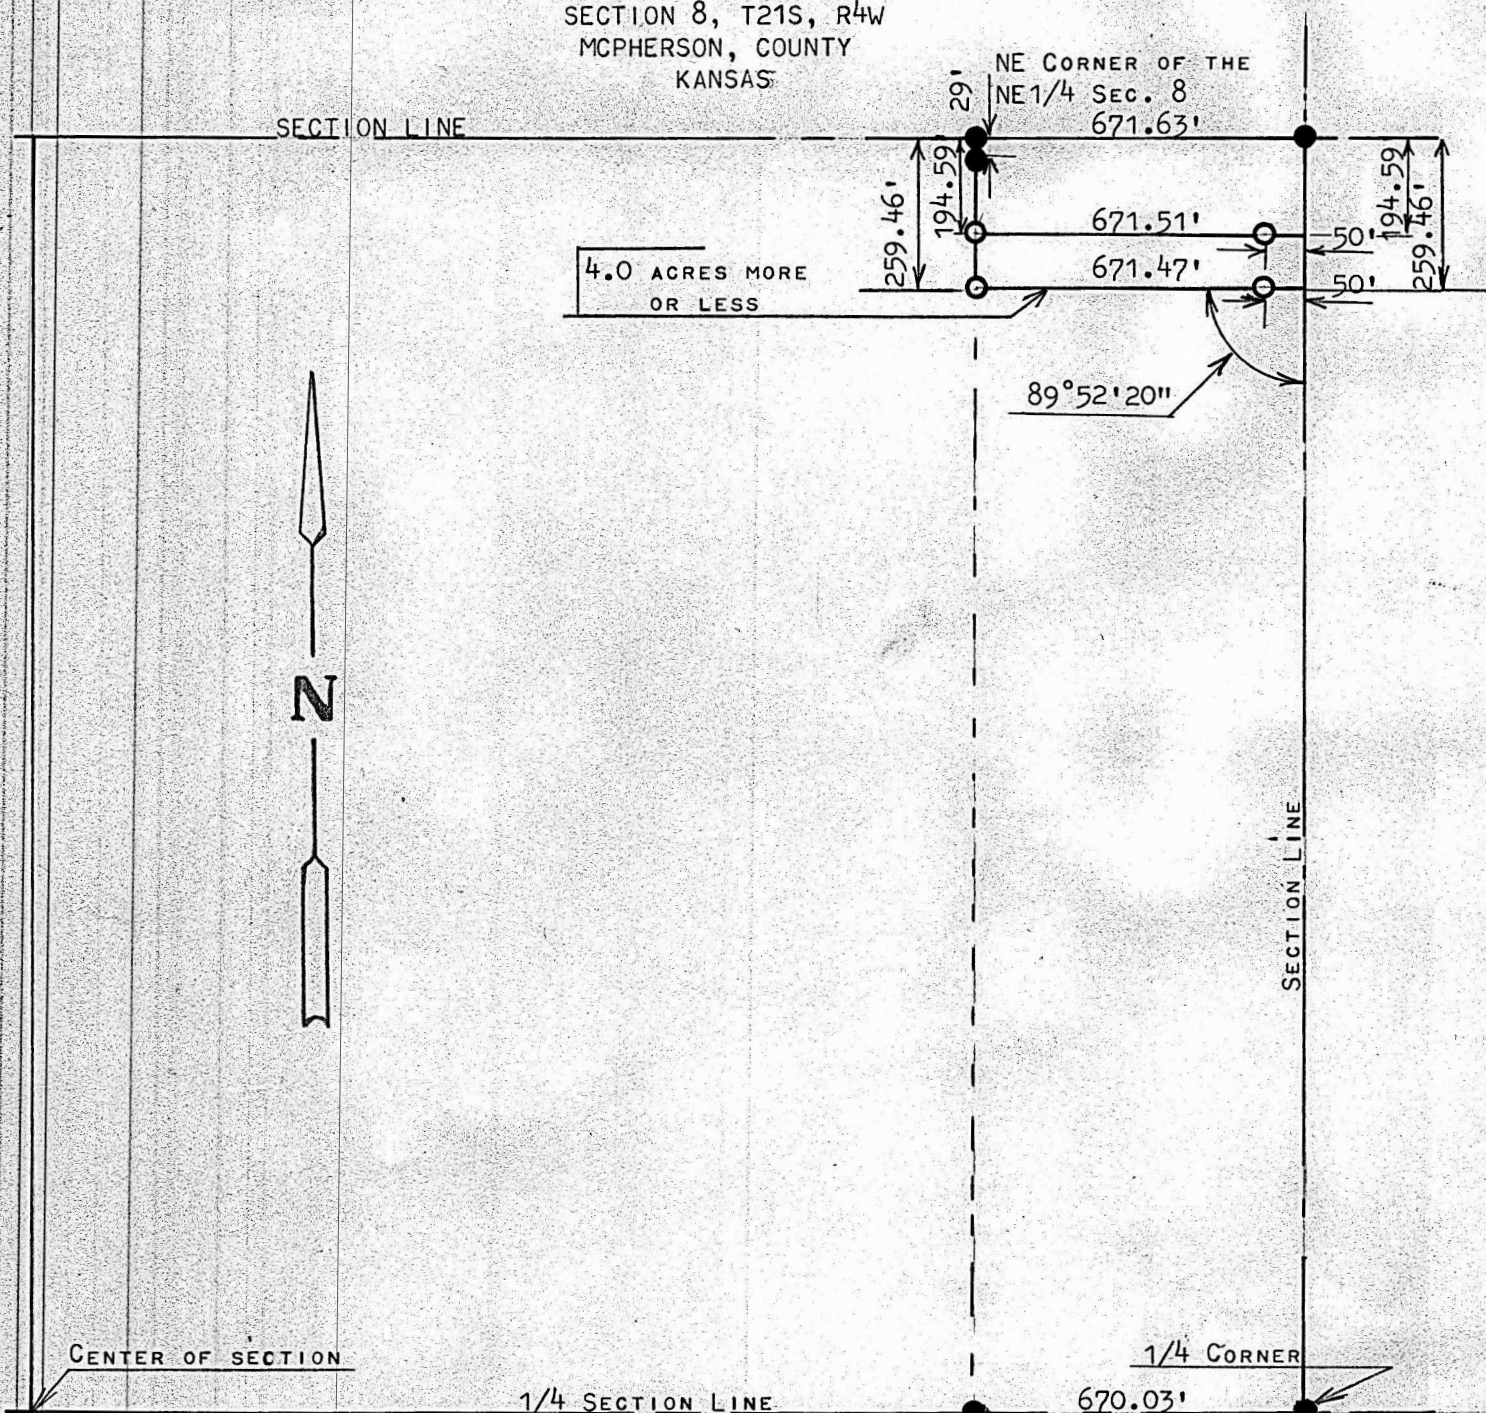 SECTION 8, T21S, R4W
MCPHERSON, COUNTY
KANSAS
NE CORNER OF THE
NE1/4 SEC. 8
29'
SECTION LINE
671.63'
194.59'
259.46'
671.51'
50'
194.59
259.46'
671.47'
50'
4.0 ACRES MORE
OR LESS
89°52'20"
N
SECTION LINE
CENTER OF SECTION
1/4 CORNER
1/4 SECTION LINE
670.03'